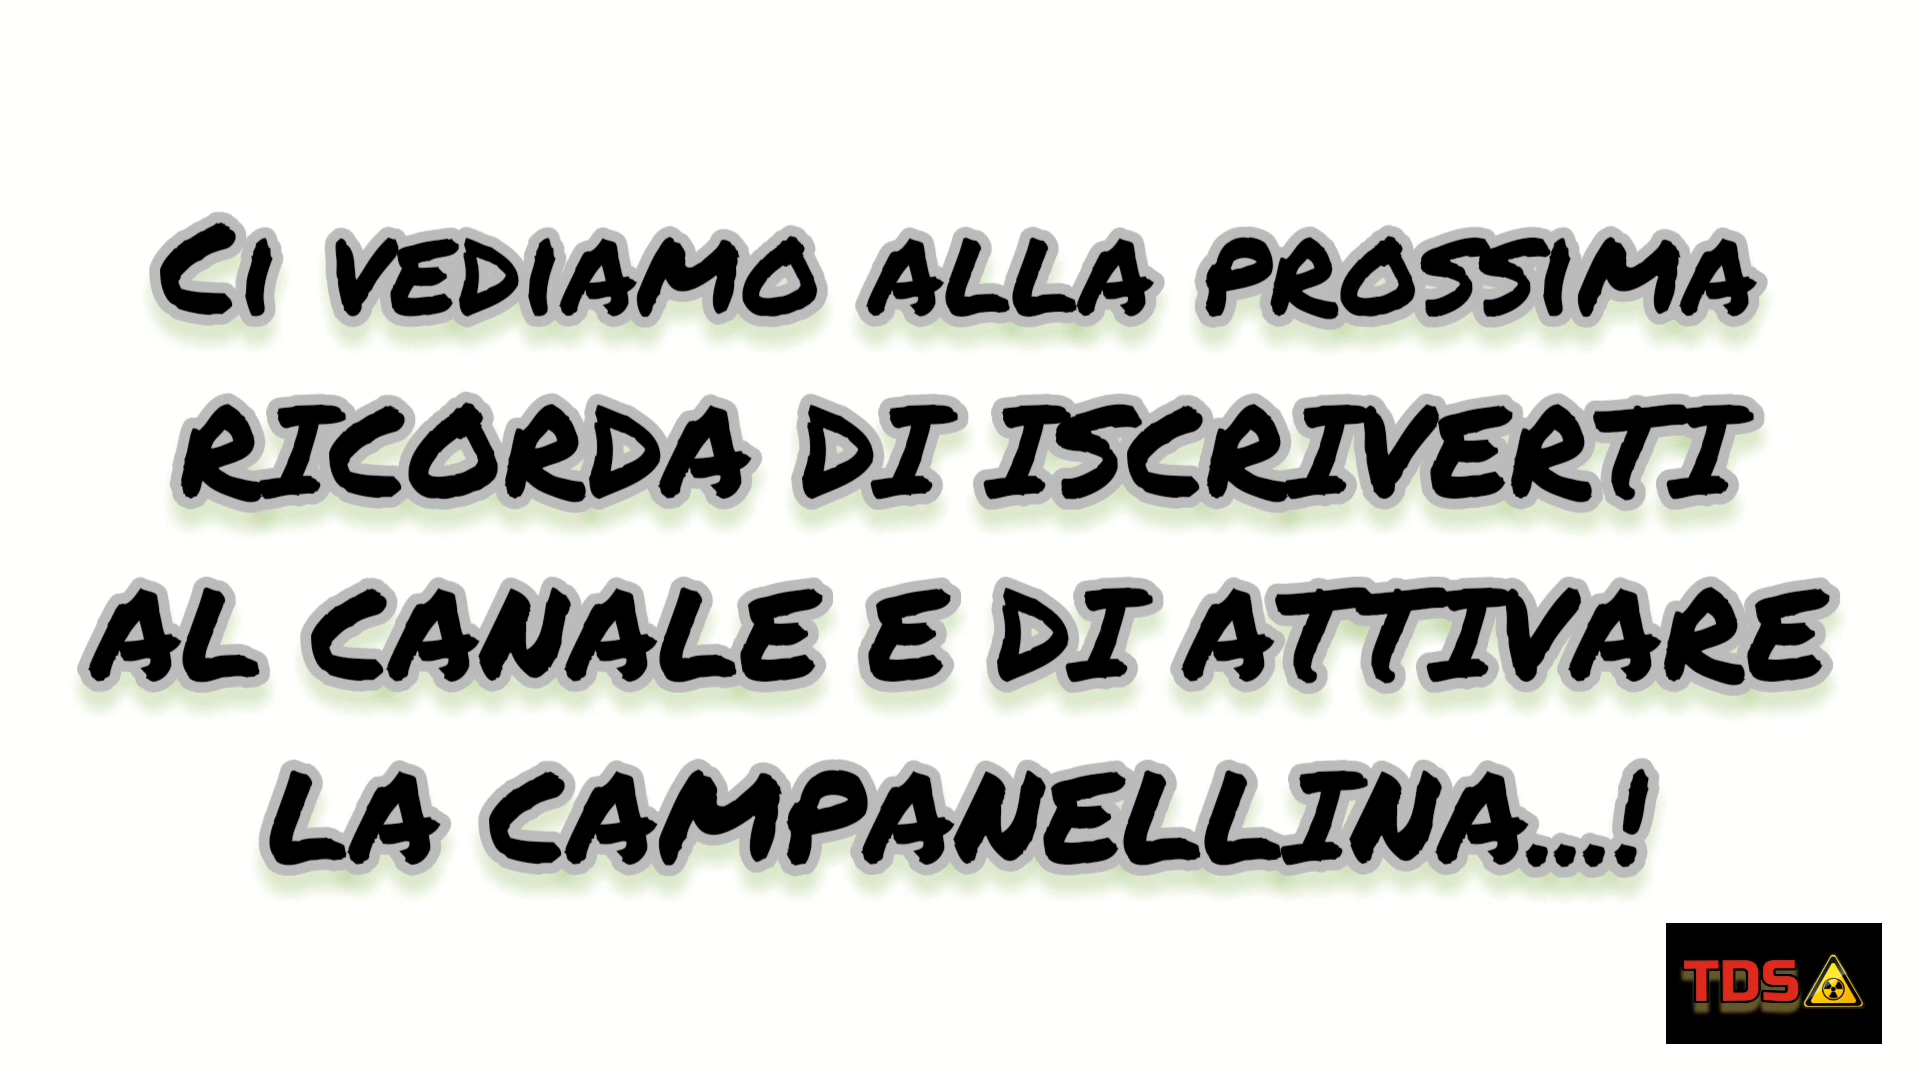 Ci vediamo alla prossima
RICORDA DI ISCRIVERTI
AL CANALE E DI ATTIVARE
LA CAMPANELLINA...!
TDS